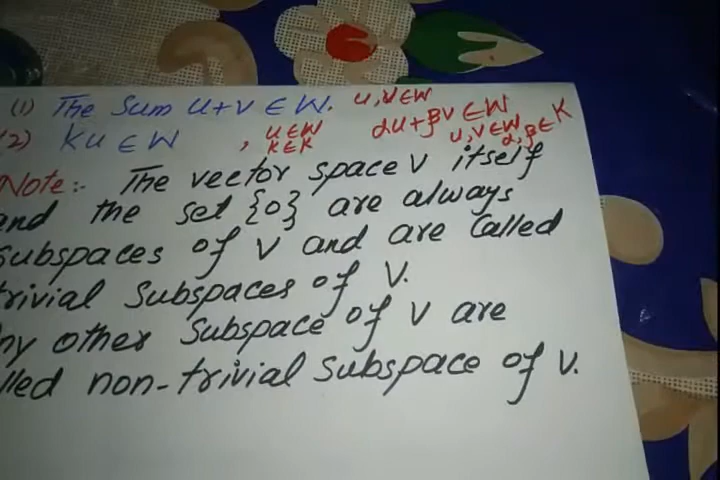 (1) The Sum u+v ∈ W. u,v ∈ W
(2) Ku ∈ W , u ∈ W K ∈ K αu+βv ∈ W u,v ∈ W α,β ∈ K
Note:- The vector space V itself
and the set {0} are always
subspaces of V and are called
trivial Subspaces of V.
ny other Subspace of V are
lled non-trivial subspace of V.